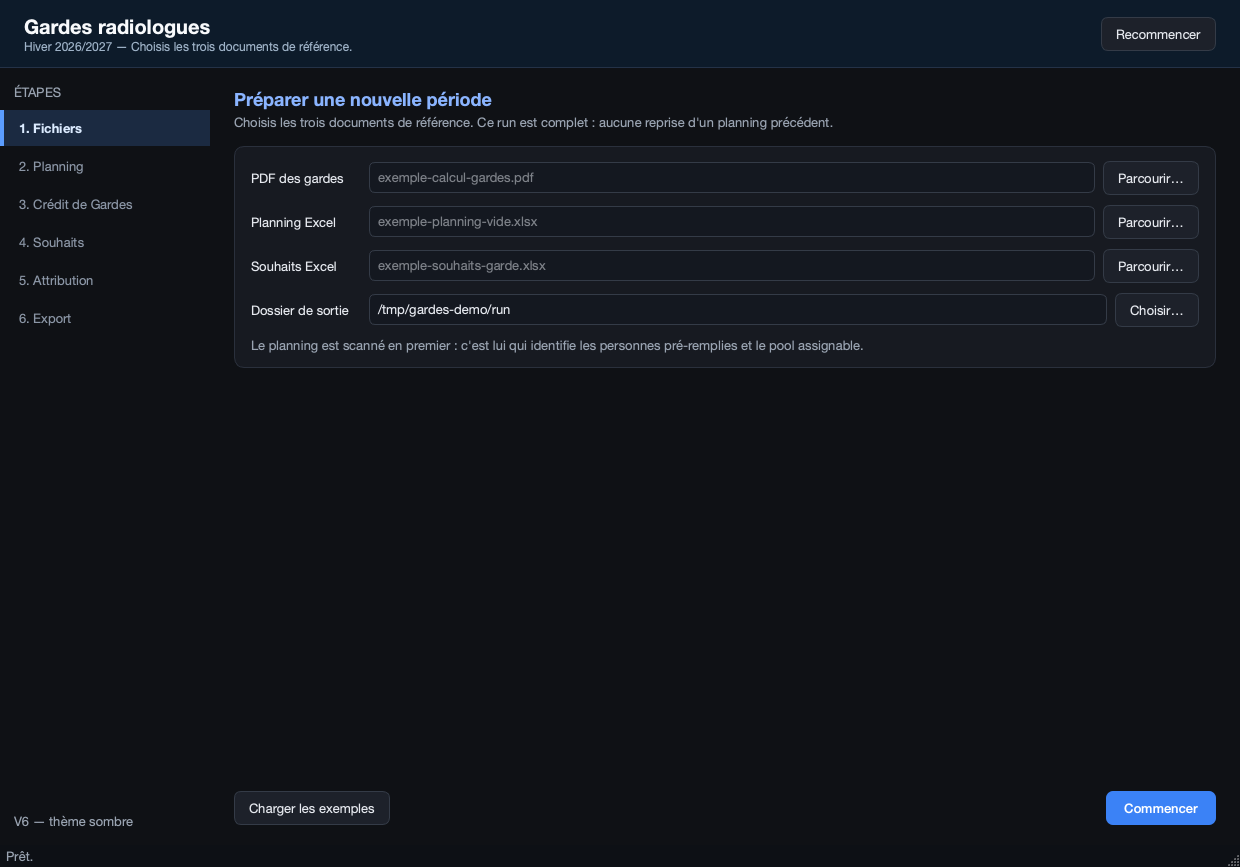 Gardes radiologues
Hiver 2026/2027 — Choisis les trois documents de référence.
Recommencer
ÉTAPES
1. Fichiers
2. Planning
3. Crédit de Gardes
4. Souhaits
5. Attribution
6. Export
Préparer une nouvelle période
Choisis les trois documents de référence. Ce run est complet : aucune reprise d'un planning précédent.
PDF des gardes exemple-calcul-gardes.pdf Parcourir…
Planning Excel exemple-planning-vide.xlsx Parcourir…
Souhaits Excel exemple-souhaits-garde.xlsx Parcourir…
Dossier de sortie /tmp/gardes-demo/run Choisir…
Le planning est scanné en premier : c'est lui qui identifie les personnes pré-remplies et le pool assignable.
Charger les exemples
Commencer
V6 — thème sombre
Prêt.